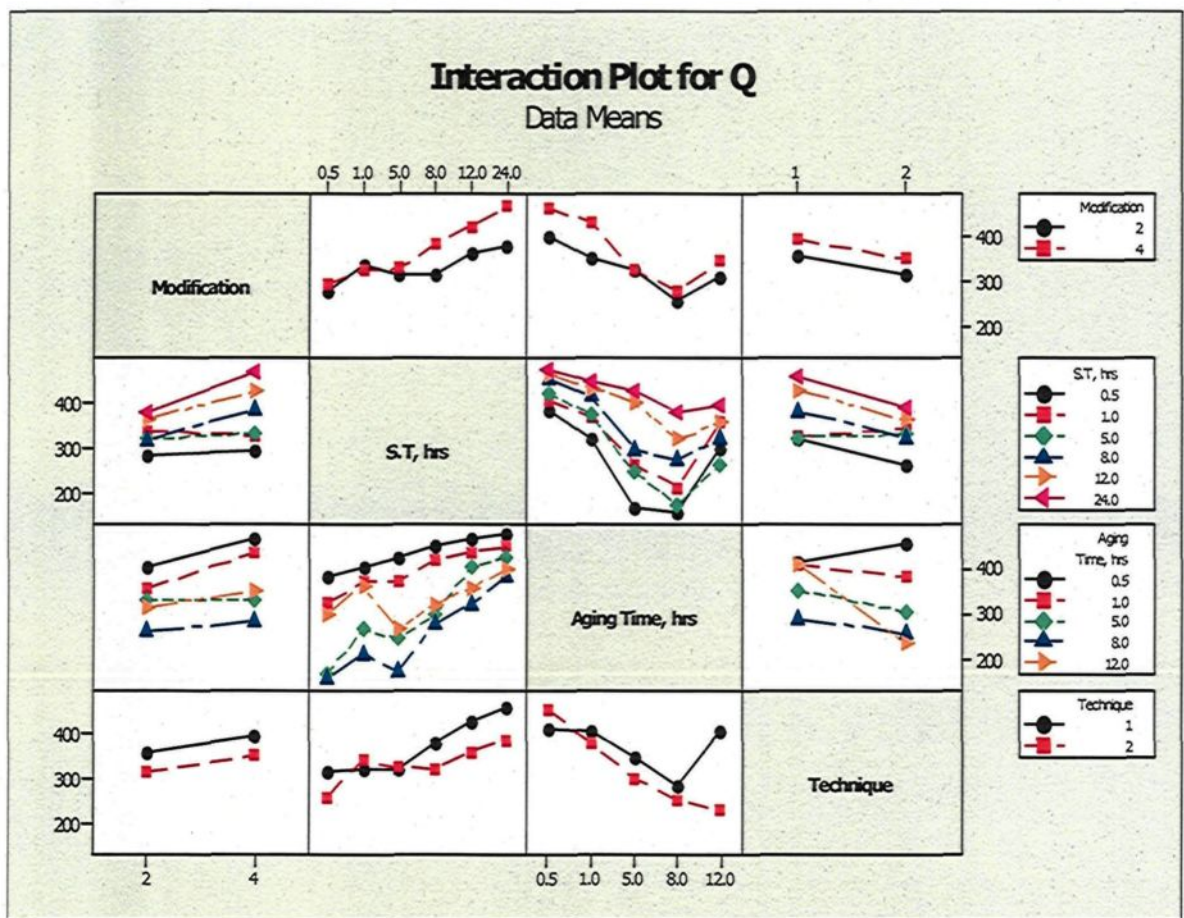 Interaction Plot for Q
Data Means
0.5 1.0 5.0 8.0 12.0 24.0
1 2
Modification
400
300
200
Modification
2
4
400
300
200
S.T, hrs
S.T, hrs
0.5
1.0
5.0
8.0
12.0
24.0
Aging Time, hrs
400
300
200
Aging
Time, hrs
0.5
1.0
5.0
8.0
12.0
400
300
200
Technique
Technique
1
2
2 4
0.5 1.0 5.0 8.0 12.0